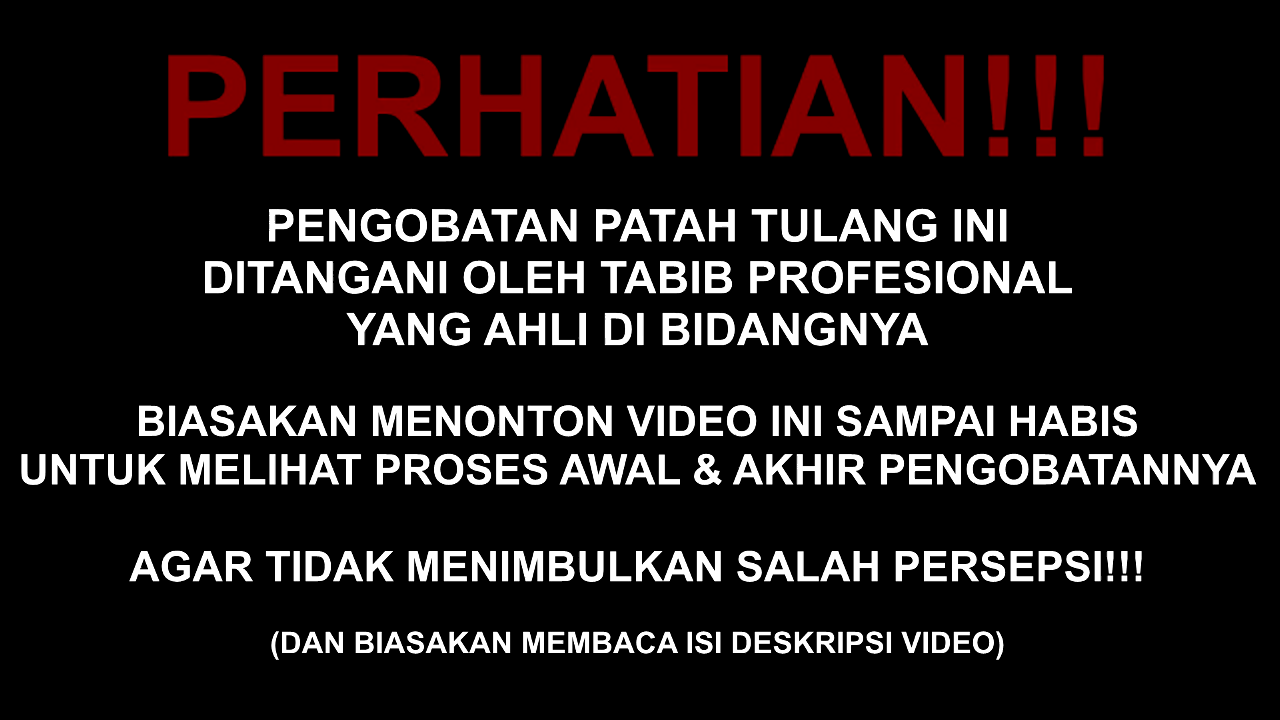 PERHATIAN!!!
PENGOBATAN PATAH TULANG INI
DITANGANI OLEH TABIB PROFESIONAL
YANG AHLI DI BIDANGNYA
BIASAKAN MENONTON VIDEO INI SAMPAI HABIS
UNTUK MELIHAT PROSES AWAL & AKHIR PENGOBATANNYA
AGAR TIDAK MENIMBULKAN SALAH PERSEPSI!!!
(DAN BIASAKAN MEMBACA ISI DESKRIPSI VIDEO)